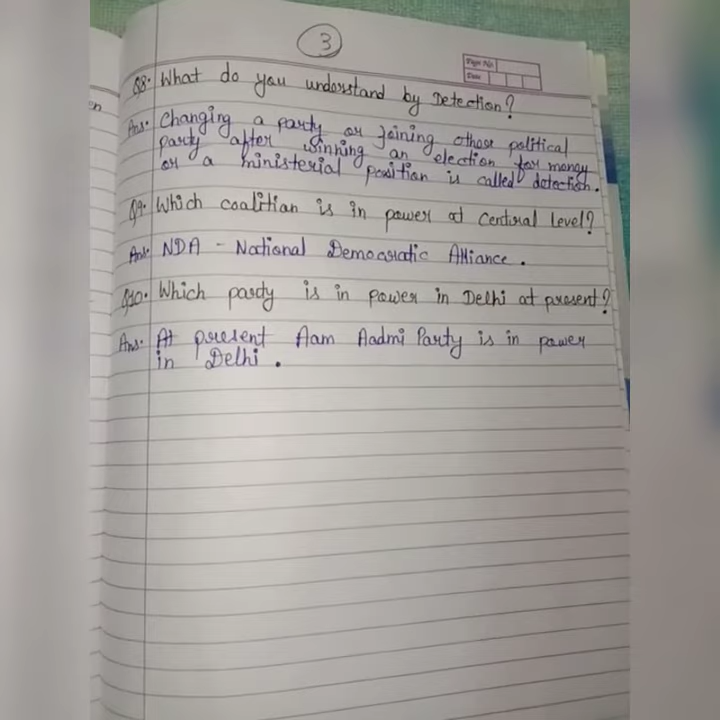 3
Page No.
Date
en
Q8. What do you understand by Detection?
Ans. Changing a party or joining other political
party after winning an election for money
or a ministerial position is called detection.
Q9. Which coalition is in power at Central level?
Ans. NDA - National Democratic Alliance.
Q10. Which party is in power in Delhi at present?
Ans. At present Aam Aadmi Party is in power
in Delhi.